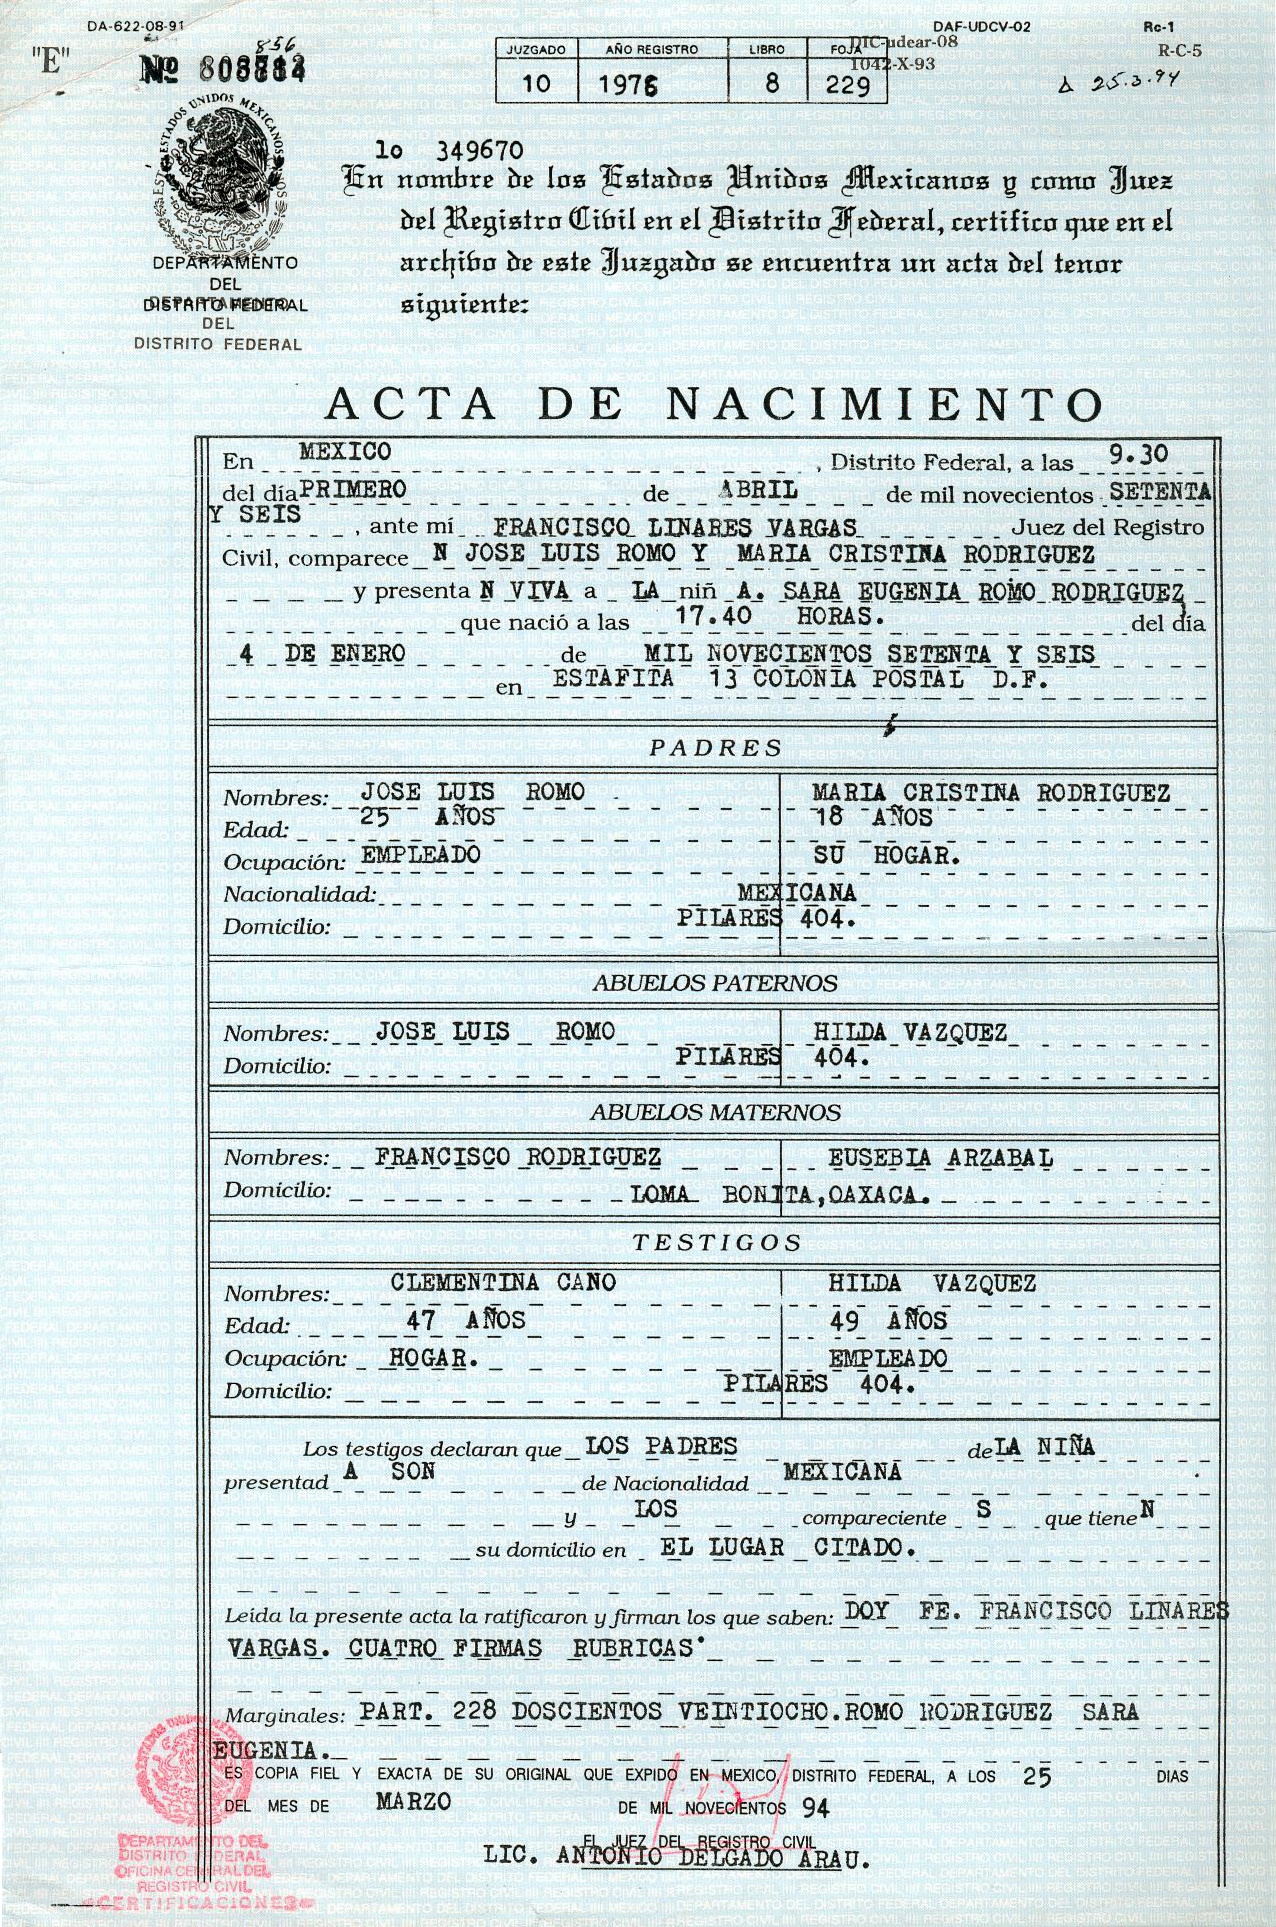 DA-622-08-91
DAF-UDCV-02
Rc-1
"E"
856
Nº
DIC-udear-08
R-C-5
1042-X-93
Δ 25.3.94
JUZGADO AÑO REGISTRO LIBRO FOJA
10 1976 8 229
ESTADOS UNIDOS MEXICANOS
DEPARTAMENTO
DEL
DISTRITO FEDERAL
DEPARTAMENTO
DEL
DISTRITO FEDERAL
lo 349670
En nombre de los Estados Unidos Mexicanos y como Juez
del Registro Civil en el Distrito Federal, certifico que en el
archivo de este Juzgado se encuentra un acta del tenor
siguiente:
ACTA DE NACIMIENTO
En MEXICO, Distrito Federal, a las 9.30
del día PRIMERO de ABRIL de mil novecientos SETENTA
Y SEIS, ante mí FRANCISCO LINARES VARGAS Juez del Registro
Civil, comparece N JOSE LUIS ROMO Y MARIA CRISTINA RODRIGUEZ
y presenta N VIVA a LA niñ A. SARA EUGENIA ROMO RODRIGUEZ
que nació a las 17.40 HORAS. del día
4 DE ENERO de MIL NOVECIENTOS SETENTA Y SEIS
en ESTAFITA 13 COLONIA POSTAL D.F.
PADRES
Nombres: JOSE LUIS ROMO MARIA CRISTINA RODRIGUEZ
Edad: 25 AÑOS 18 AÑOS
Ocupación: EMPLEADO SU HOGAR.
Nacionalidad: MEXICANA
Domicilio: PILARES 404.
ABUELOS PATERNOS
Nombres: JOSE LUIS ROMO HILDA VAZQUEZ
Domicilio: PILARES 404.
ABUELOS MATERNOS
Nombres: FRANCISCO RODRIGUEZ EUSEBIA ARZABAL
Domicilio: LOMA BONITA,OAXACA.
TESTIGOS
Nombres: CLEMENTINA CANO HILDA VAZQUEZ
Edad: 47 AÑOS 49 AÑOS
Ocupación: HOGAR. EMPLEADO
Domicilio: PILARES 404.
Los testigos declaran que LOS PADRES de LA NIÑA
presentad A SON de Nacionalidad MEXICANA
y LOS compareciente S que tiene N
su domicilio en EL LUGAR CITADO.
Leída la presente acta la ratificaron y firman los que saben: DOY FE. FRANCISCO LINARES
VARGAS. CUATRO FIRMAS RUBRICAS
Marginales: PART. 228 DOSCIENTOS VEINTIOCHO.ROMO RODRIGUEZ SARA
EUGENIA.
ES COPIA FIEL Y EXACTA DE SU ORIGINAL QUE EXPIDO EN MEXICO, DISTRITO FEDERAL, A LOS 25 DIAS
DEL MES DE MARZO DE MIL NOVECIENTOS 94
EL JUEZ DEL REGISTRO CIVIL
LIC. ANTONIO DELGADO ARAU.
DEPARTAMENTO DEL
DISTRITO FEDERAL
OFICINA CENTRAL DEL
REGISTRO CIVIL
CERTIFICACIONES